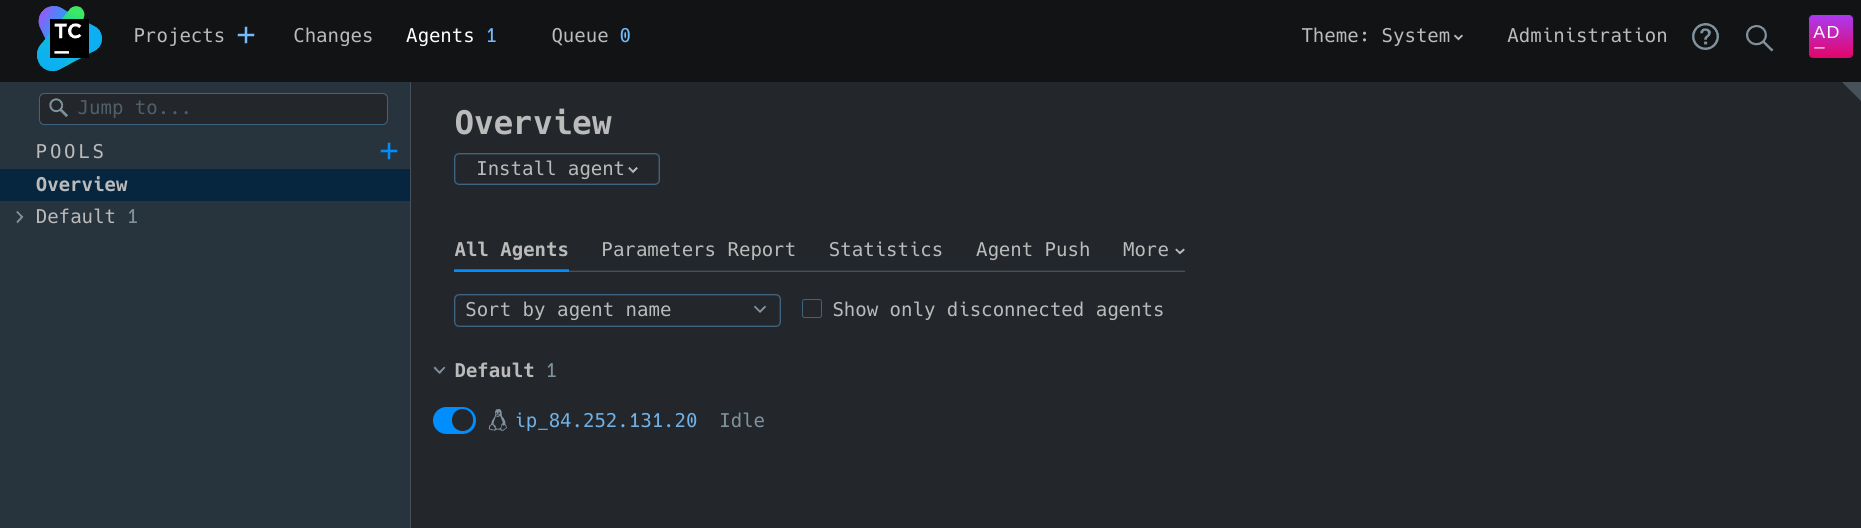 TC
Projects + Changes Agents 1 Queue 0 Theme: System Administration ? AD
Jump to...
POOLS +
Overview
Default 1
Overview
Install agent
All Agents Parameters Report Statistics Agent Push More
Sort by agent name Show only disconnected agents
Default 1
ip_84.252.131.20 Idle